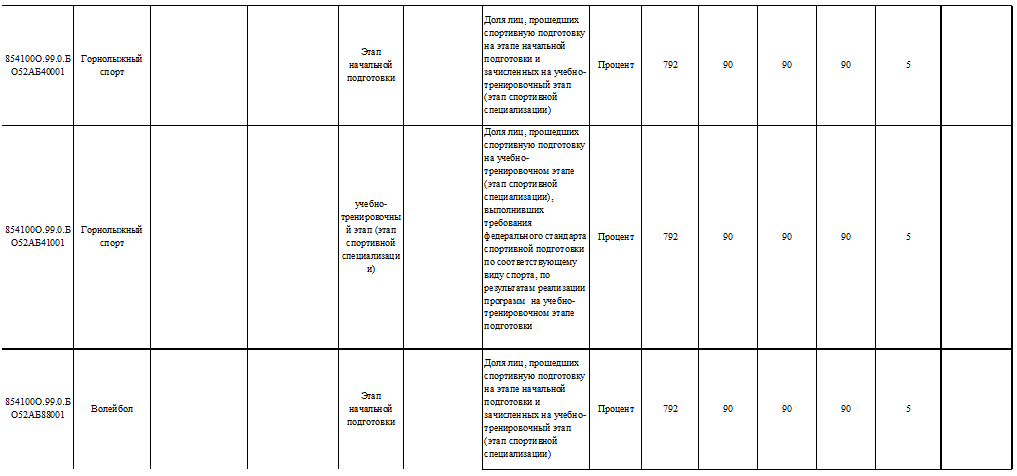 854100О.99.0.Б
О52АБ40001
Горнолыжный
спорт
Этап
начальной
подготовки
Доля лиц, прошедших
спортивную подготовку
на этапе начальной
подготовки и
зачисленных на учебно-
тренировочный этап
(этап спортивной
специализации)
Процент
792
90
90
90
5
854100О.99.0.Б
О52АБ41001
Горнолыжный
спорт
учебно-
тренировочны
й этап (этап
спортивной
специализаци
и)
Доля лиц, прошедших
спортивную подготовку
на учебно-
тренировочном этапе
(этап спортивной
специализации),
выполнивших
требования
федерального стандарта
спортивной подготовки
по соответствующему
виду спорта, по
результатам реализации
программ на учебно-
тренировочном этапе
подготовки
Процент
792
90
90
90
5
854100О.99.0.Б
О52АБ88001
Волейбол
Этап
начальной
подготовки
Доля лиц, прошедших
спортивную подготовку
на этапе начальной
подготовки и
зачисленных на учебно-
тренировочный этап
(этап спортивной
специализации)
Процент
792
90
90
90
5